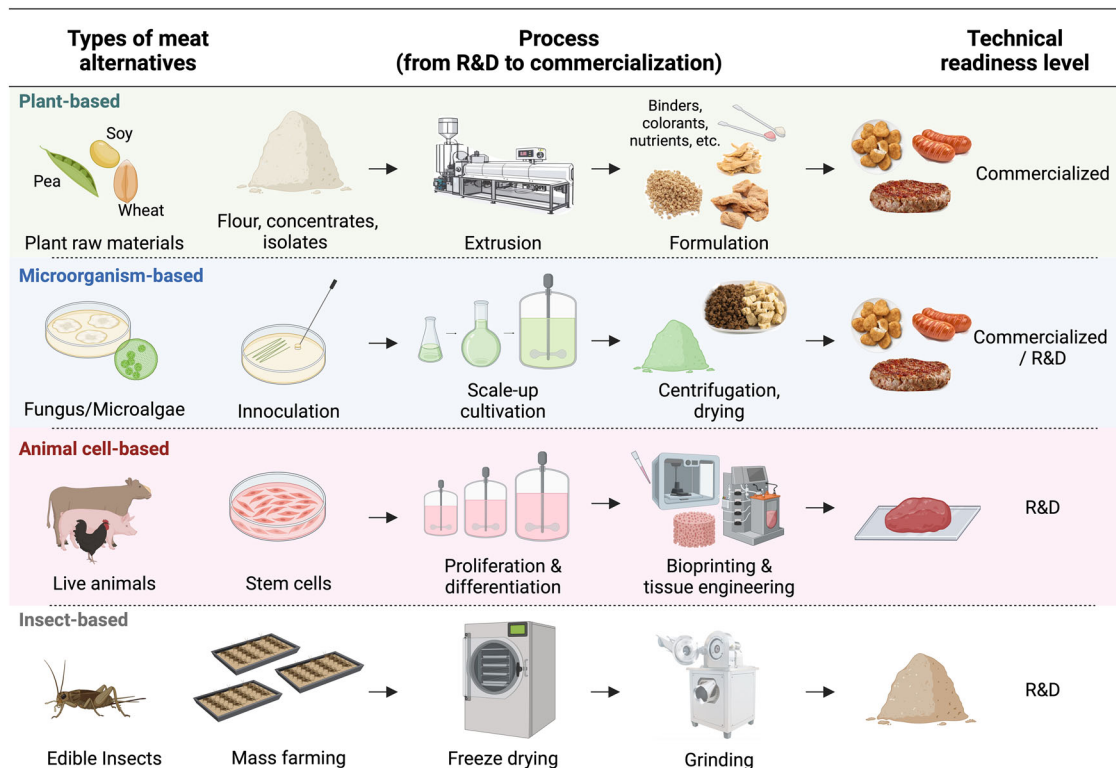 Types of meat
alternatives
Process
(from R&D to commercialization)
Technical
readiness level
Plant-based
Soy
Pea
Wheat
Plant raw materials
Flour, concentrates,
isolates
Extrusion
Binders,
colorants,
nutrients, etc.
Formulation
Commercialized
Microorganism-based
Fungus/Microalgae
Innoculation
Scale-up
cultivation
Centrifugation,
drying
Commercialized
/ R&D
Animal cell-based
Live animals
Stem cells
Proliferation &
differentiation
Bioprinting &
tissue engineering
R&D
Insect-based
Edible Insects
Mass farming
Freeze drying
Grinding
R&D